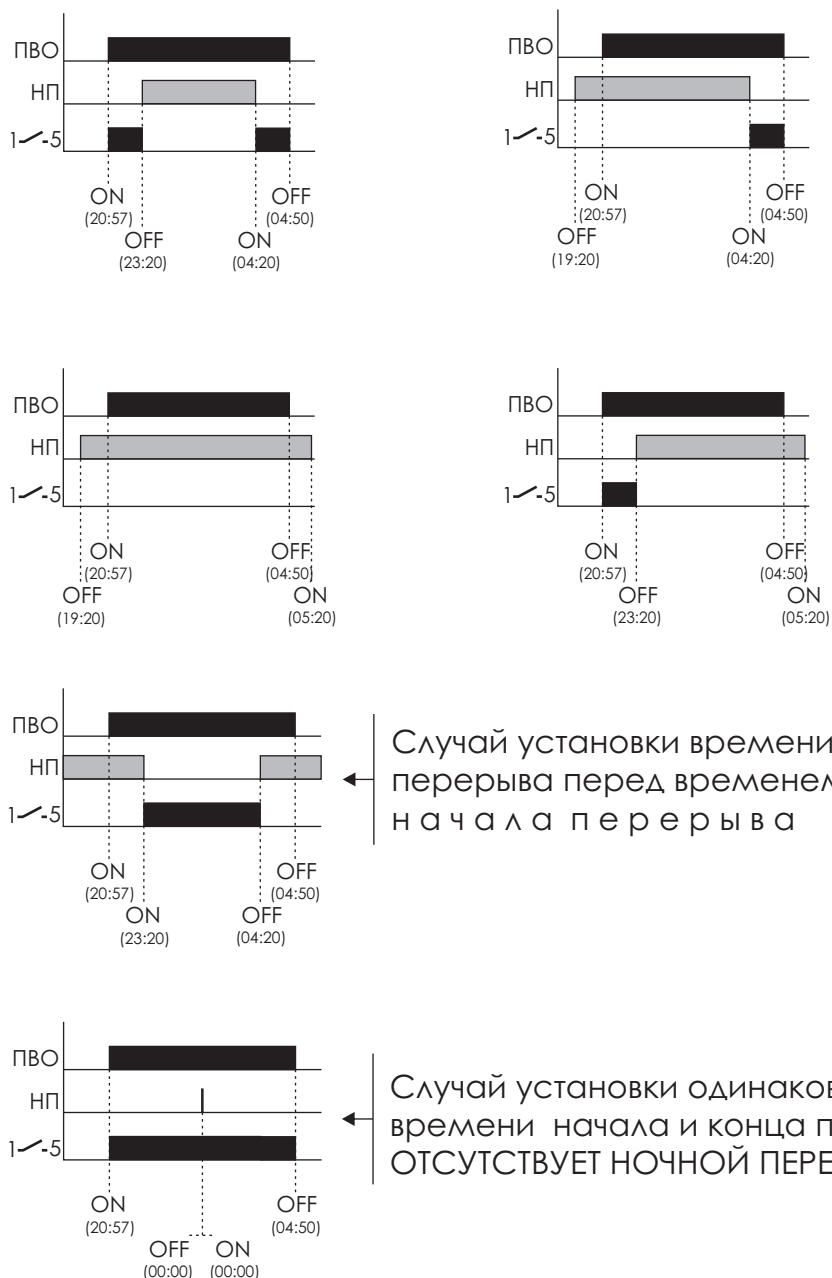 ПВО
НП
1 -5
ON OFF
(20:57) (04:50)
OFF ON
(23:20) (04:20)
ПВО
НП
1 -5
ON OFF
(20:57) (04:50)
OFF ON
(19:20) (04:20)
ПВО
НП
1 -5
ON OFF
(20:57) (04:50)
OFF ON
(19:20) (05:20)
ПВО
НП
1 -5
ON OFF
(20:57) (04:50)
OFF ON
(23:20) (05:20)
ПВО
НП
1 -5
ON OFF
(20:57) (04:50)
ON OFF
(23:20) (04:20)
Случай установки времени
перерыва перед временем
н а ч а л а п е р е р ы в а
ПВО
НП
1 -5
ON OFF
(20:57) (04:50)
OFF ON
(00:00) (00:00)
Случай установки одинаков
времени начала и конца п
ОТСУТСТВУЕТ НОЧНОЙ ПЕРЕ